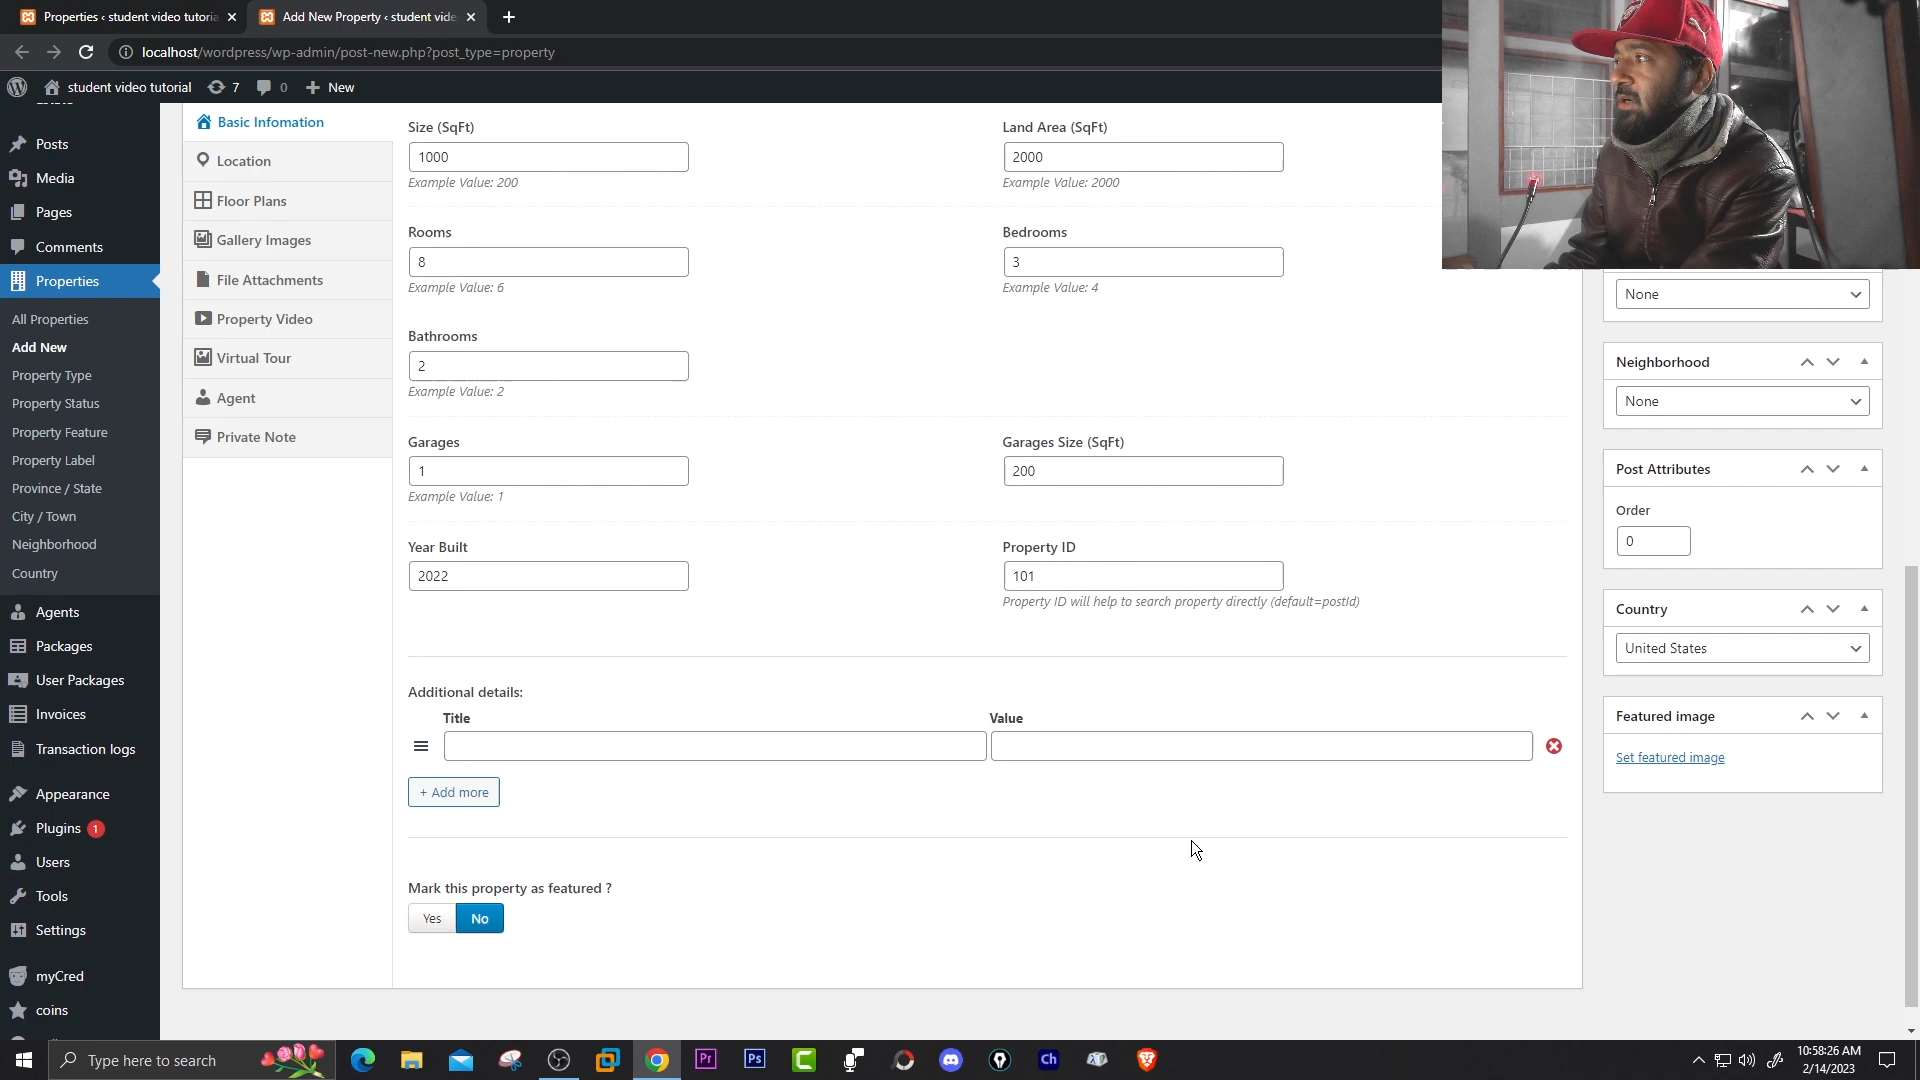 Properties ‹ student video tutoria
Add New Property ‹ student vide
localhost/wordpress/wp-admin/post-new.php?post_type=property
student video tutorial
7
0
New
Posts
Media
Pages
Comments
Properties
All Properties
Add New
Property Type
Property Status
Property Feature
Property Label
Province / State
City / Town
Neighborhood
Country
Agents
Packages
User Packages
Invoices
Transaction logs
Appearance
Plugins 1
Users
Tools
Settings
myCred
coins
Basic Infomation
Location
Floor Plans
Gallery Images
File Attachments
Property Video
Virtual Tour
Agent
Private Note
Size (SqFt)
1000
Example Value: 200
Land Area (SqFt)
2000
Example Value: 2000
Rooms
8
Example Value: 6
Bedrooms
3
Example Value: 4
Bathrooms
2
Example Value: 2
Garages
1
Example Value: 1
Garages Size (SqFt)
200
Year Built
2022
Property ID
101
Property ID will help to search property directly (default=postId)
Additional details:
Title
Value
+ Add more
Mark this property as featured ?
Yes
No
None
Neighborhood
None
Post Attributes
Order
0
Country
United States
Featured image
Set featured image
Type here to search
Pr
Ps
Ch
10:58:26 AM
2/14/2023